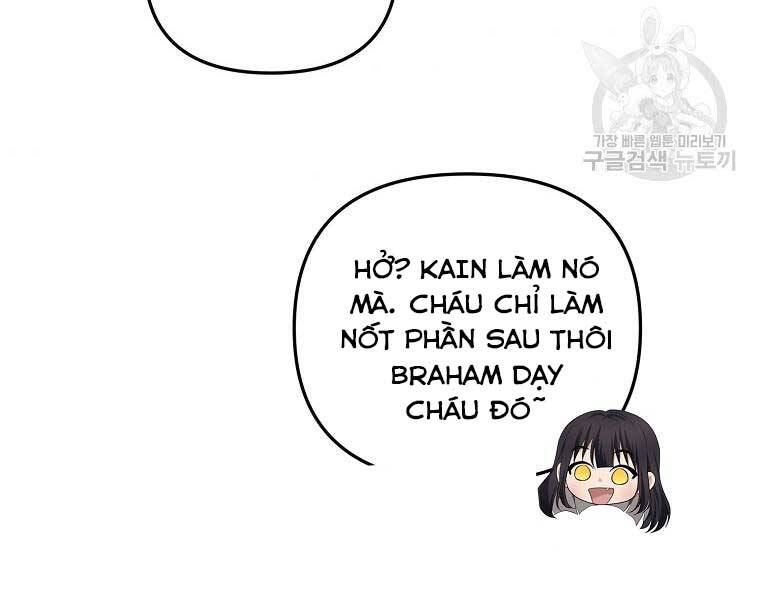 가장 빠른 웹툰 미리보기
구글검색 뉴토끼
HỞ? KAIN LÀM NÓ
MÀ. CHÁU CHỈ LÀM
NỐT PHẦN SAU THÔI
BRAHAM DẠY
CHÁU ĐÓ~